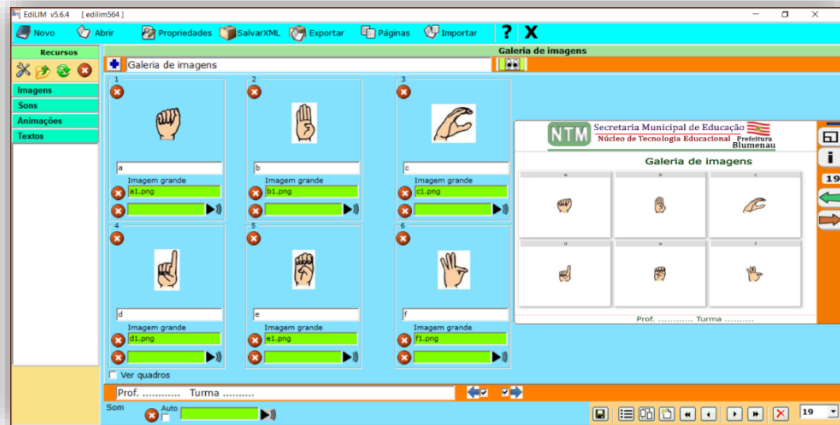 EdiLIM v5.6.4 [ edilim564 ]
Novo Abrir Propriedades SalvarXML Exportar Páginas Importar ? X
Recursos
Imagens
Sons
Animações
Textos
Galeria de imagens
Galeria de imagens
1 2 3
a b c
Imagem grande Imagem grande Imagem grande
a1.png b1.png c1.png
4 5 6
d e f
Imagem grande Imagem grande Imagem grande
d1.png e1.png f1.png
Ver quadros
Prof. ............ Turma ..........
Som Auto
19
NTM Secretaria Municipal de Educação
Núcleo de Tecnologia Educacional Prefeitura
Blumenau
Galeria de imagens
a b c
d e f
Prof. ............ Turma ..........
i
19